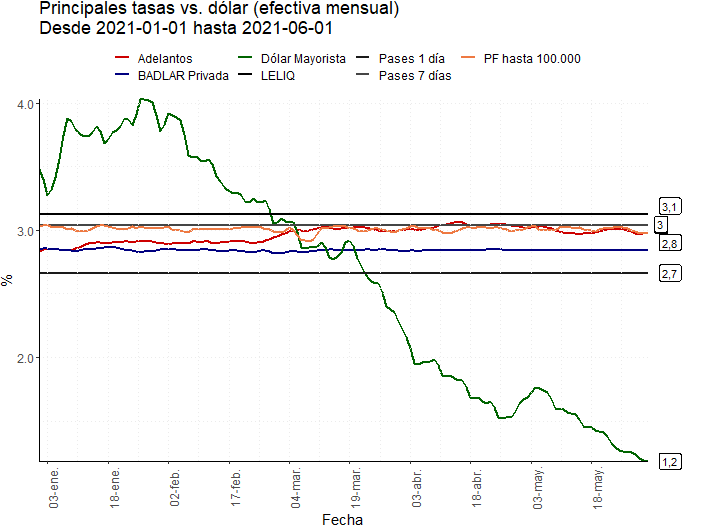 Principales tasas vs. dólar (efectiva mensual)
Desde 2021-01-01 hasta 2021-06-01
Adelantos Dólar Mayorista Pases 1 día PF hasta 100.000
BADLAR Privada LELIQ Pases 7 días
4.0
3,1
3.0
3
2,8
2,7
%
2.0
1,2
03-ene. 18-ene. 02-feb. 17-feb. 04-mar. 19-mar. 03-abr. 18-abr. 03-may. 18-may.
Fecha